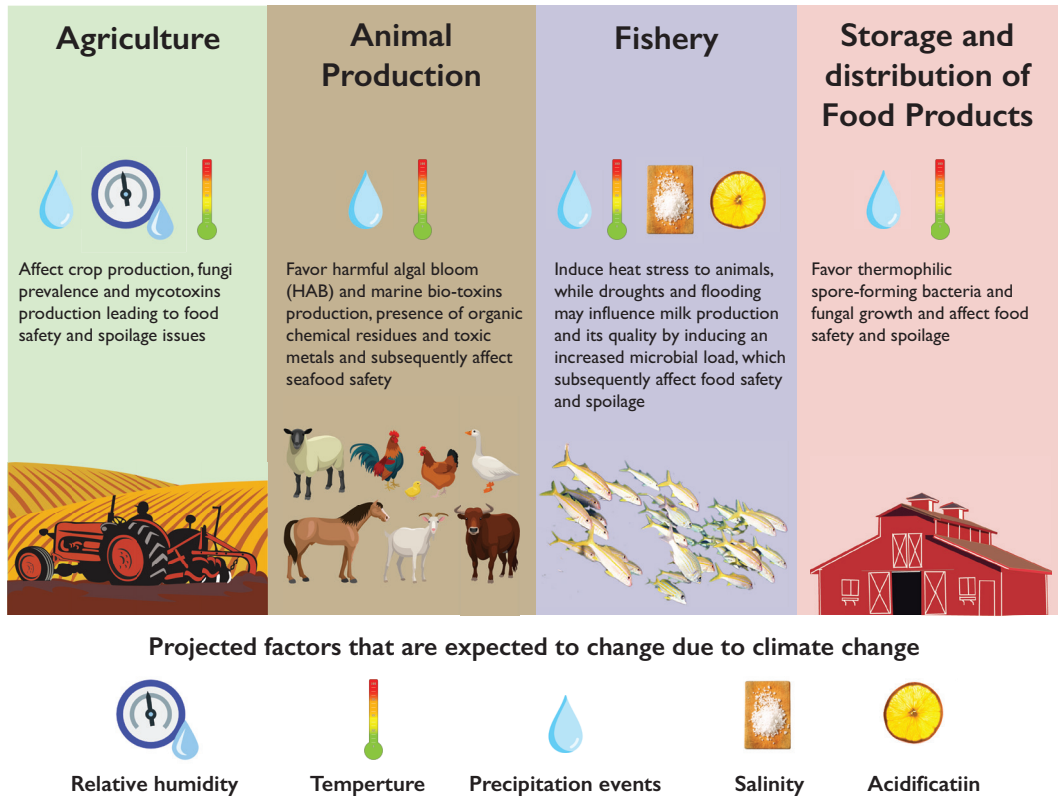 Agriculture
Animal
Production
Fishery
Storage and
distribution of
Food Products
Affect crop production, fungi
prevalence and mycotoxins
production leading to food
safety and spoilage issues
Favor harmful algal bloom
(HAB) and marine bio-toxins
production, presence of organic
chemical residues and toxic
metals and subsequently affect
seafood safety
Induce heat stress to animals,
while droughts and flooding
may influence milk production
and its quality by inducing an
increased microbial load, which
subsequently affect food safety
and spoilage
Favor thermophilic
spore-forming bacteria and
fungal growth and affect food
safety and spoilage
Projected factors that are expected to change due to climate change
Relative humidity
Temperture
Precipitation events
Salinity
Acidificatiin